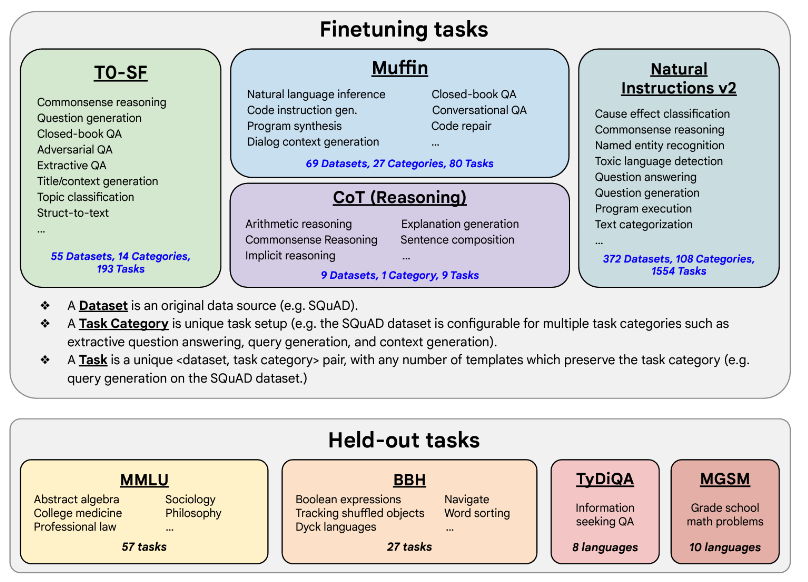 Finetuning tasks
T0-SF
Commonsense reasoning
Question generation
Closed-book QA
Adversarial QA
Extractive QA
Title/context generation
Topic classification
Struct-to-text
...
55 Datasets, 14 Categories,
193 Tasks
Muffin
Natural language inference
Code instruction gen.
Program synthesis
Dialog context generation
Closed-book QA
Conversational QA
Code repair
...
69 Datasets, 27 Categories, 80 Tasks
CoT (Reasoning)
Arithmetic reasoning
Commonsense Reasoning
Implicit reasoning
Explanation generation
Sentence composition
...
9 Datasets, 1 Category, 9 Tasks
Natural
Instructions v2
Cause effect classification
Commonsense reasoning
Named entity recognition
Toxic language detection
Question answering
Question generation
Program execution
Text categorization
...
372 Datasets, 108 Categories,
1554 Tasks
❖ A Dataset is an original data source (e.g. SQuAD).
❖ A Task Category is unique task setup (e.g. the SQuAD dataset is configurable for multiple task categories such as
extractive question answering, query generation, and context generation).
❖ A Task is a unique <dataset, task category> pair, with any number of templates which preserve the task category (e.g.
query generation on the SQuAD dataset.)
Held-out tasks
MMLU
Abstract algebra
College medicine
Professional law
Sociology
Philosophy
...
57 tasks
BBH
Boolean expressions
Tracking shuffled objects
Dyck languages
Navigate
Word sorting
...
27 tasks
TyDiQA
Information
seeking QA
8 languages
MGSM
Grade school
math problems
10 languages